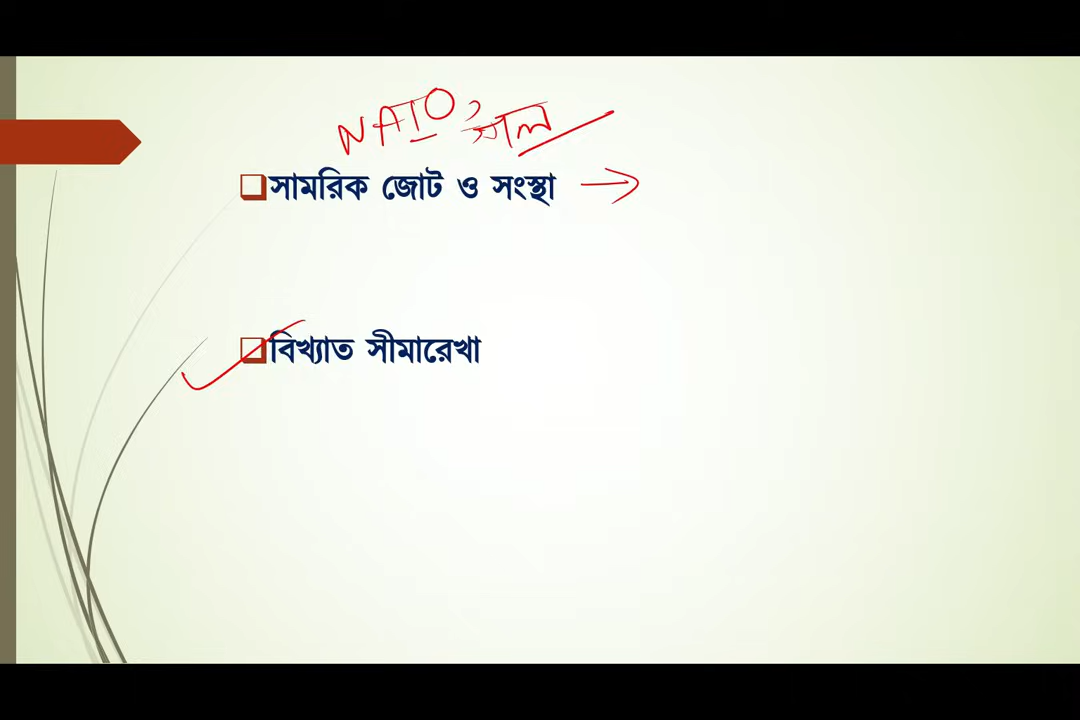 NATO,
❑সামরিক জোট ও সংস্থা →
❑বিখ্যাত সীমারেখা